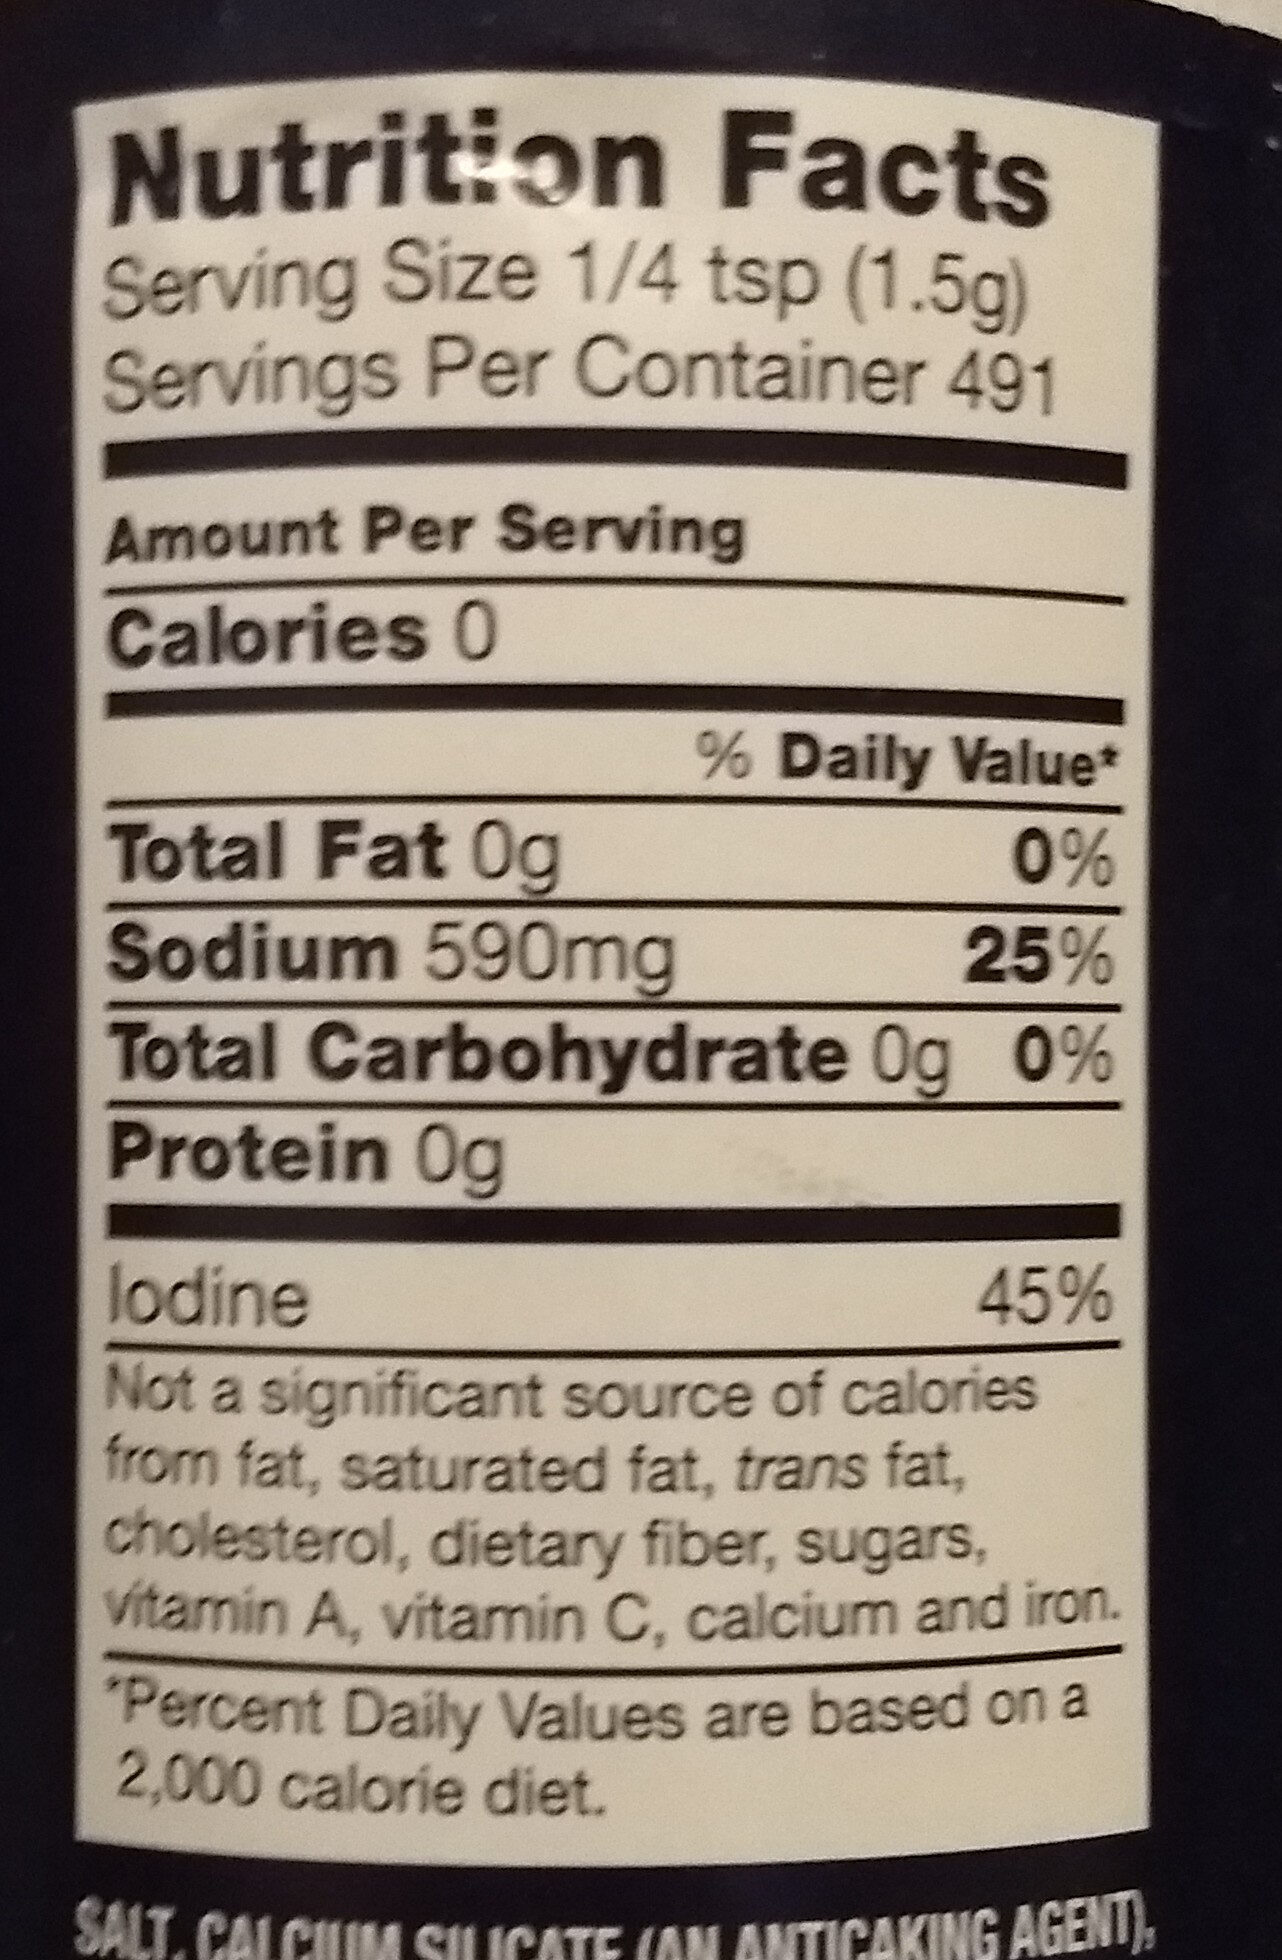 Nutrition Facts
Serving Size 1/4 tsp (1.5g)
Servings Per Container 491
Amount Per Serving
Calories 0
% Daily Value*
Total Fat 0g 0%
Sodium 590mg 25%
Total Carbohydrate 0g 0%
Protein 0g
Iodine 45%
Not a significant source of calories
from fat, saturated fat, trans fat,
cholesterol, dietary fiber, sugars,
vitamin A, vitamin C, calcium and iron.
*Percent Daily Values are based on a
2,000 calorie diet.
SALT, CALCIUM SILICATE (AN ANTICAKING AGENT),